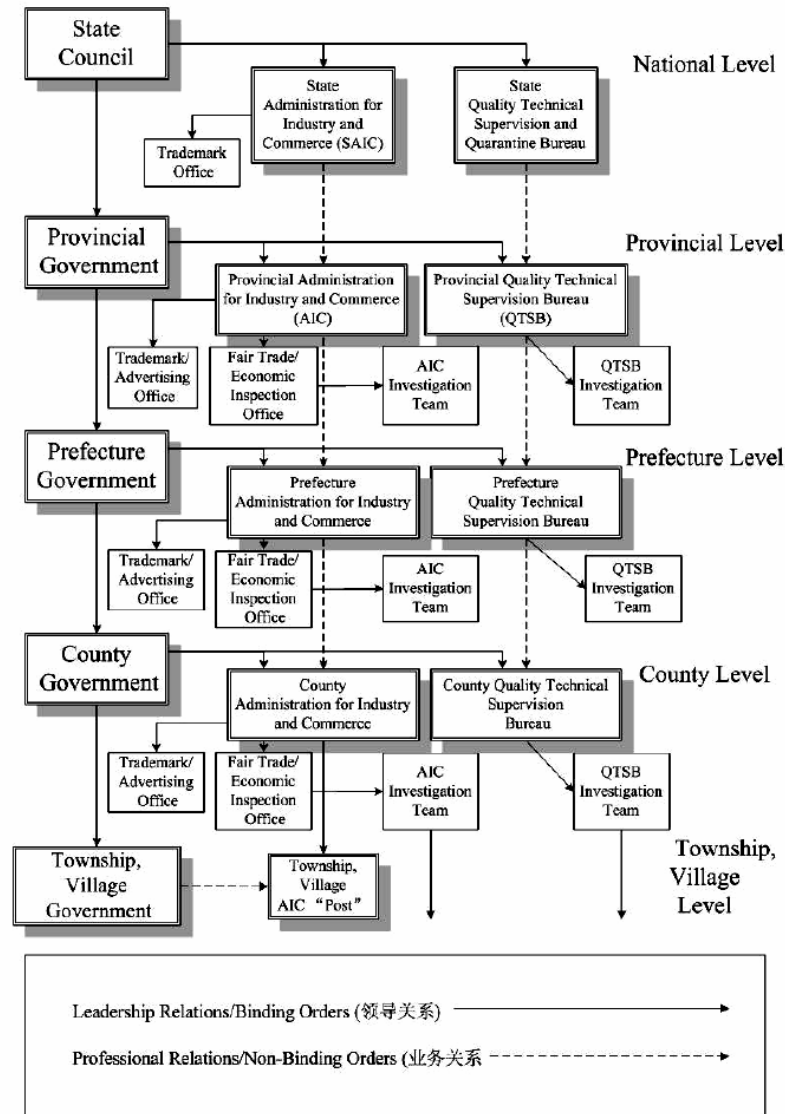 State
Council
National Level
State
Administration for
Industry and
Commerce (SAIC)
State
Quality Technical
Supervision and
Quarantine Bureau
Trademark
Office
Provincial
Government
Provincial Level
Provincial Administration
for Industry and Commerce
(AIC)
Provincial Quality Technical
Supervision Bureau
(QTSB)
Trademark/
Advertising
Office
Fair Trade/
Economic
Inspection
Office
AIC
Investigation
Team
QTSB
Investigation
Team
Prefecture
Government
Prefecture Level
Prefecture
Administration for Industry
and Commerce
Prefecture
Quality Technical
Supervision Bureau
Trademark/
Advertising
Office
Fair Trade/
Economic
Inspection
Office
AIC
Investigation
Team
QTSB
Investigation
Team
County
Government
County Level
County
Administration for Industry
and Commerce
County Quality Technical
Supervision
Bureau
Trademark/
Advertising
Office
Fair Trade/
Economic
Inspection
Office
AIC
Investigation
Team
QTSB
Investigation
Team
Township,
Village
Level
Township,
Village
Government
Township,
Village
AIC “Post”
Leadership Relations/Binding Orders (领导关系)
Professional Relations/Non-Binding Orders (业务关系